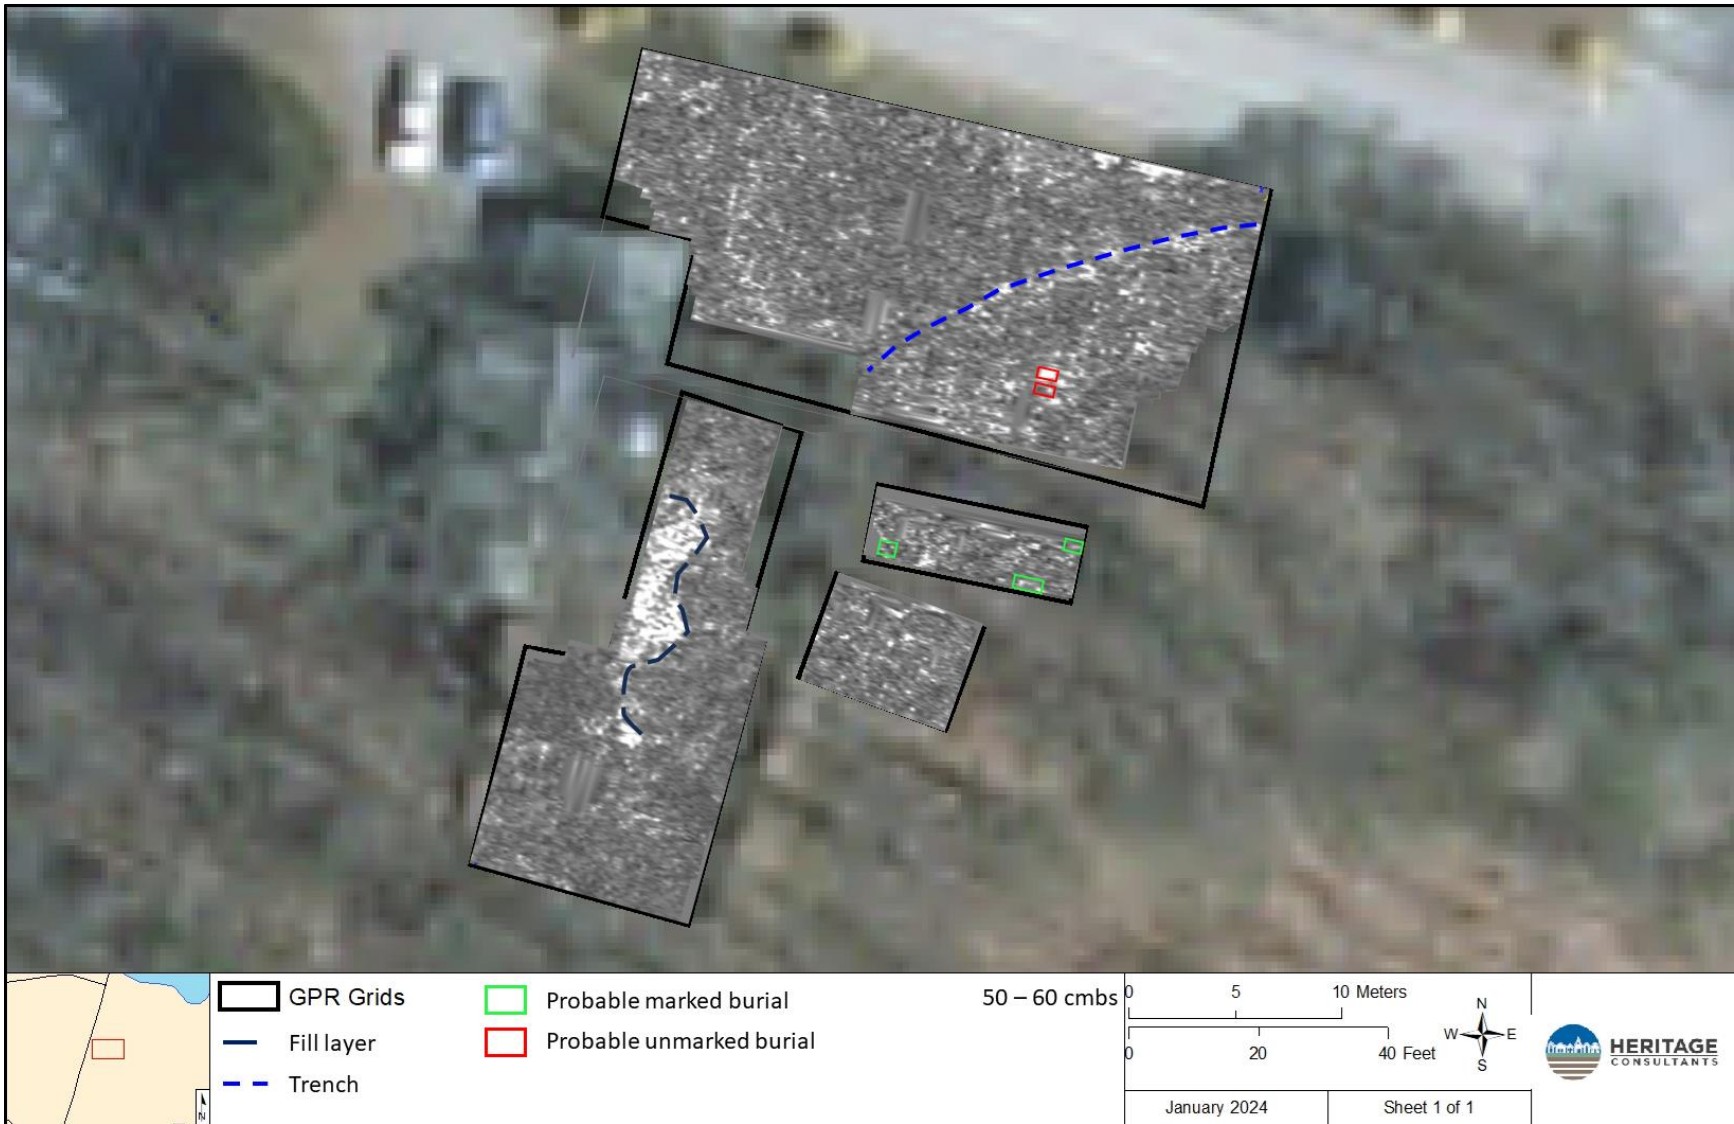 GPR Grids
Fill layer
Trench
Probable marked burial
Probable unmarked burial
50 – 60 cmbs
0 5 10 Meters
0 20 40 Feet
N
W E
S
January 2024
Sheet 1 of 1
HERITAGE
CONSULTANTS
N